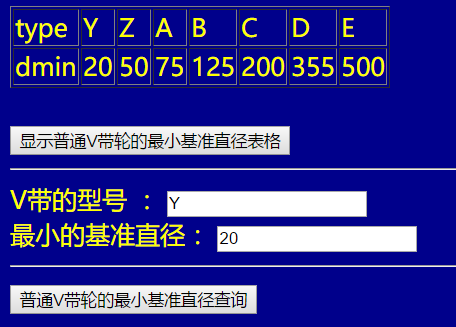 type Y Z A B C D E
dmin 20 50 75 125 200 355 500
显示普通V带轮的最小基准直径表格
V带的型号 ： Y
最小的基准直径： 20
普通V带轮的最小基准直径查询